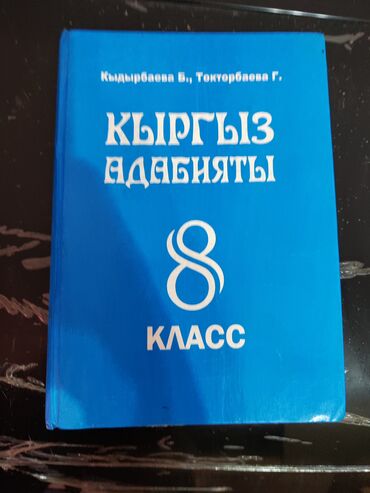 Кыдырбаева Б., Токторбаева Г.
КЫРГЫЗ
АДАБИЯТЫ
8
КЛАСС